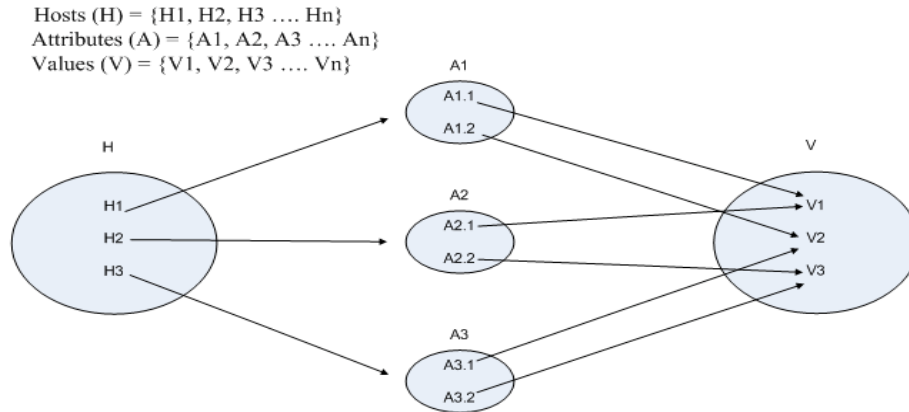 Hosts (H) = {H1, H2, H3 …. Hn}
Attributes (A) = {A1, A2, A3 …. An}
Values (V) = {V1, V2, V3 …. Vn}
A1
A1.1
A1.2
H
H1
H2
H3
A2
A2.1
A2.2
V
V1
V2
V3
A3
A3.1
A3.2